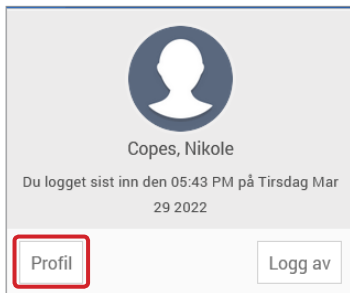 Copes, Nikole
Du logget sist inn den 05:43 PM på Tirsdag Mar
29 2022
Profil
Logg av